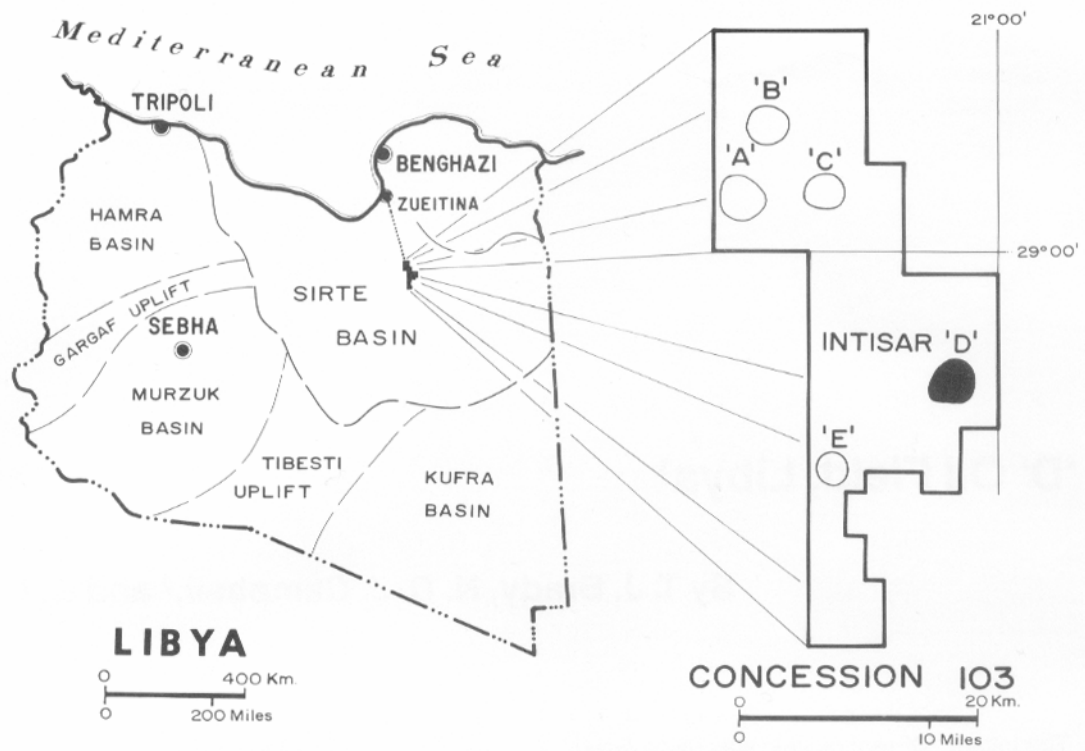 Mediterranean Sea
TRIPOLI
BENGHAZI
ZUEITINA
HAMRA
BASIN
GARGAF UPLIFT
SEBHA
SIRTE
BASIN
MURZUK
BASIN
TIBESTI
UPLIFT
KUFRA
BASIN
LIBYA
0 400 Km.
0 200 Miles
21°00'
'B'
'A'
'C'
29°00'
INTISAR 'D'
'E'
CONCESSION 103
0 20 Km.
0 10 Miles